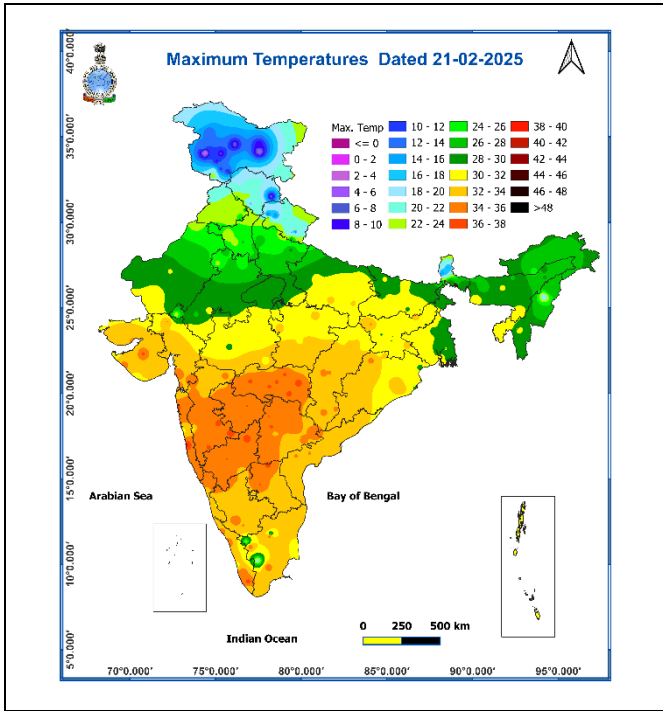 Maximum Temperatures Dated 21-02-2025
Max. Temp
<= 0
0 - 2
2 - 4
4 - 6
6 - 8
8 - 10
10 - 12
12 - 14
14 - 16
16 - 18
18 - 20
20 - 22
22 - 24
24 - 26
26 - 28
28 - 30
30 - 32
32 - 34
34 - 36
36 - 38
38 - 40
40 - 42
42 - 44
44 - 46
46 - 48
>48
40°0.000'
35°0.000'
30°0.000'
25°0.000'
20°0.000'
15°0.000'
10°0.000'
5°0.000'
Arabian Sea
Bay of Bengal
Indian Ocean
0 250 500 km
70°0.000' 75°0.000' 80°0.000' 85°0.000' 90°0.000' 95°0.000'